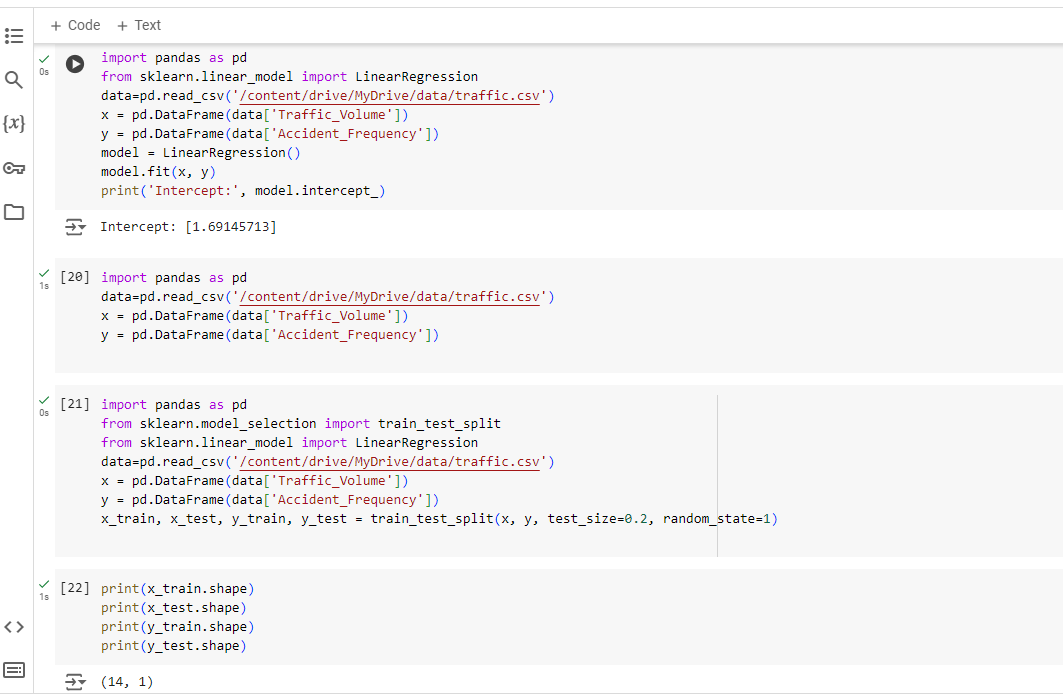 + Code + Text
{x}
0s
import pandas as pd
from sklearn.linear_model import LinearRegression
data=pd.read_csv('/content/drive/MyDrive/data/traffic.csv')
x = pd.DataFrame(data['Traffic_Volume'])
y = pd.DataFrame(data['Accident_Frequency'])
model = LinearRegression()
model.fit(x, y)
print('Intercept:', model.intercept_)
Intercept: [1.69145713]
1s
[20] import pandas as pd
data=pd.read_csv('/content/drive/MyDrive/data/traffic.csv')
x = pd.DataFrame(data['Traffic_Volume'])
y = pd.DataFrame(data['Accident_Frequency'])
0s
[21] import pandas as pd
from sklearn.model_selection import train_test_split
from sklearn.linear_model import LinearRegression
data=pd.read_csv('/content/drive/MyDrive/data/traffic.csv')
x = pd.DataFrame(data['Traffic_Volume'])
y = pd.DataFrame(data['Accident_Frequency'])
x_train, x_test, y_train, y_test = train_test_split(x, y, test_size=0.2, random_state=1)
1s
[22] print(x_train.shape)
print(x_test.shape)
print(y_train.shape)
print(y_test.shape)
(14, 1)